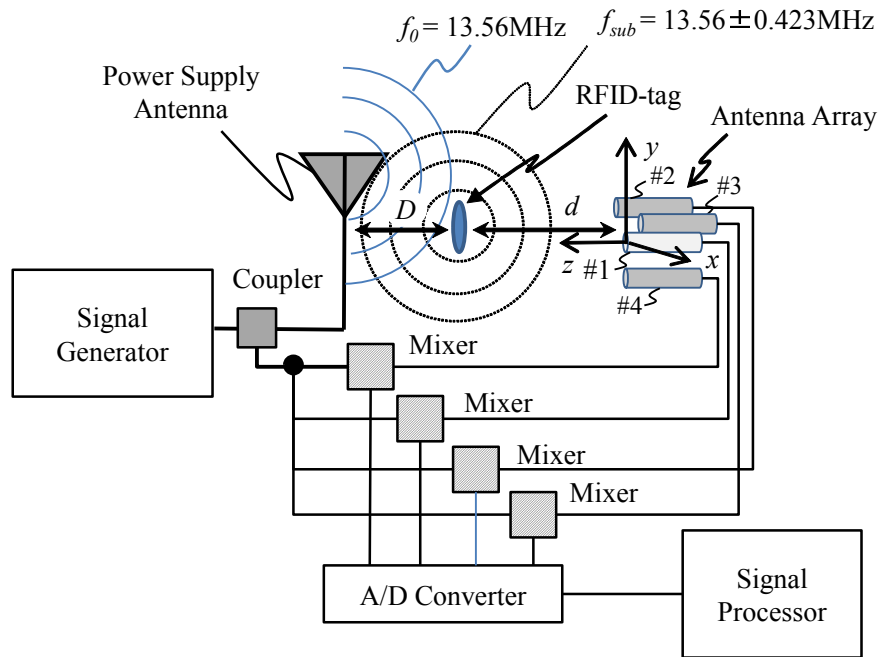 f0 = 13.56MHz
fsub = 13.56 ± 0.423MHz
Power Supply
Antenna
RFID-tag
Antenna Array
y
#2
#3
D
d
z
#1
x
#4
Coupler
Signal
Generator
Mixer
Mixer
Mixer
Mixer
A/D Converter
Signal
Processor